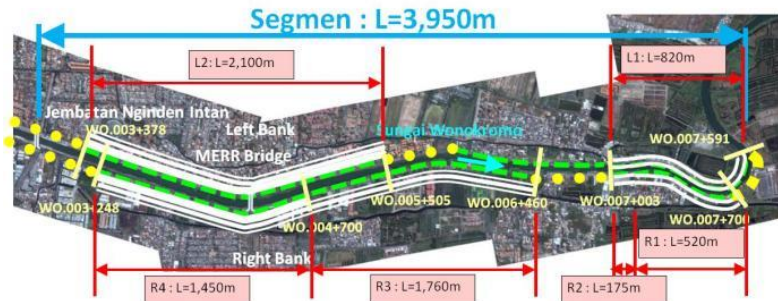 Segmen : L=3,950m
L2: L=2,100m
L1: L=820m
Jembatan Nginden Intan
WO.003+378
Left Bank
Sungai Wonokromo
WO.007+591
MERR Bridge
WO.003+248
WO.004+700
WO.005+505
WO.006+460
WO.007+003
WO.007+700
Right Bank
R1 : L=520m
R4 : L=1,450m
R3 : L=1,760m
R2 : L=175m